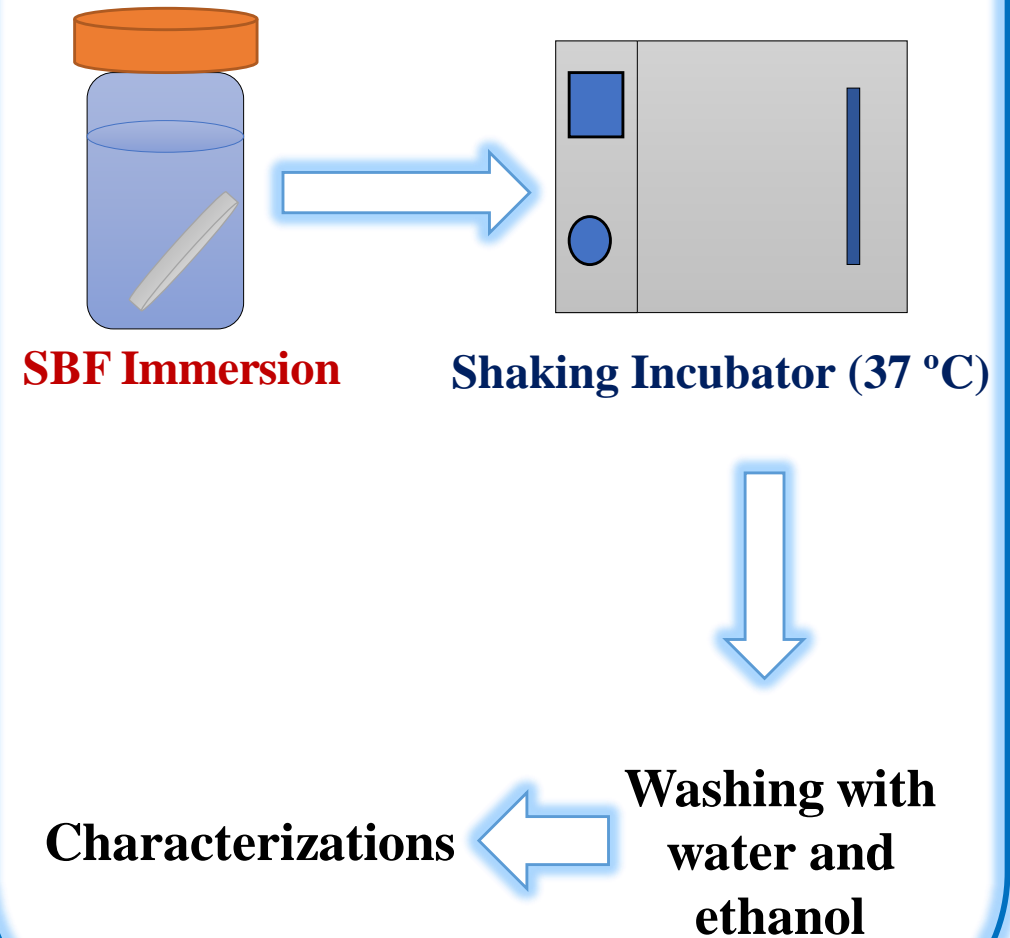 SBF Immersion
Shaking Incubator (37 ºC)
Washing with
water and
ethanol
Characterizations